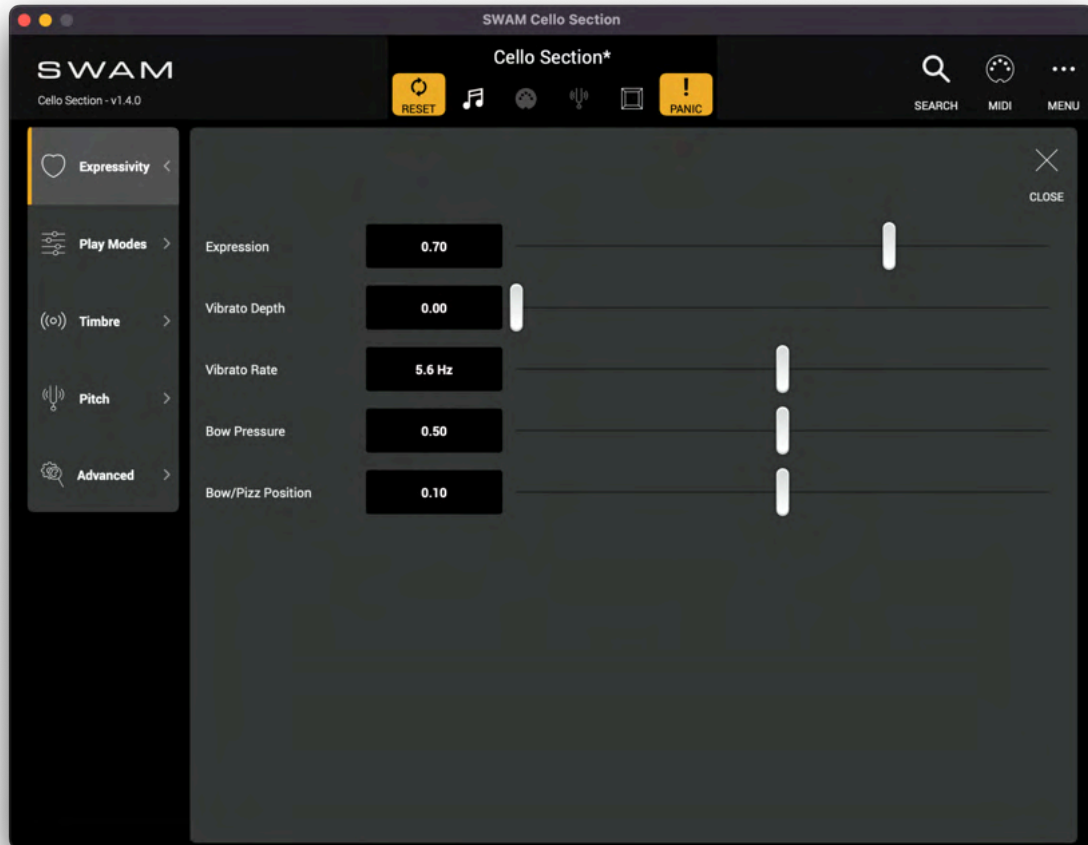 SWAM Cello Section
SWAM
Cello Section - v1.4.0
Cello Section*
RESET
!
PANIC
SEARCH
MIDI
MENU
Expressivity
Play Modes
Timbre
Pitch
Advanced
CLOSE
Expression 0.70
Vibrato Depth 0.00
Vibrato Rate 5.6 Hz
Bow Pressure 0.50
Bow/Pizz Position 0.10